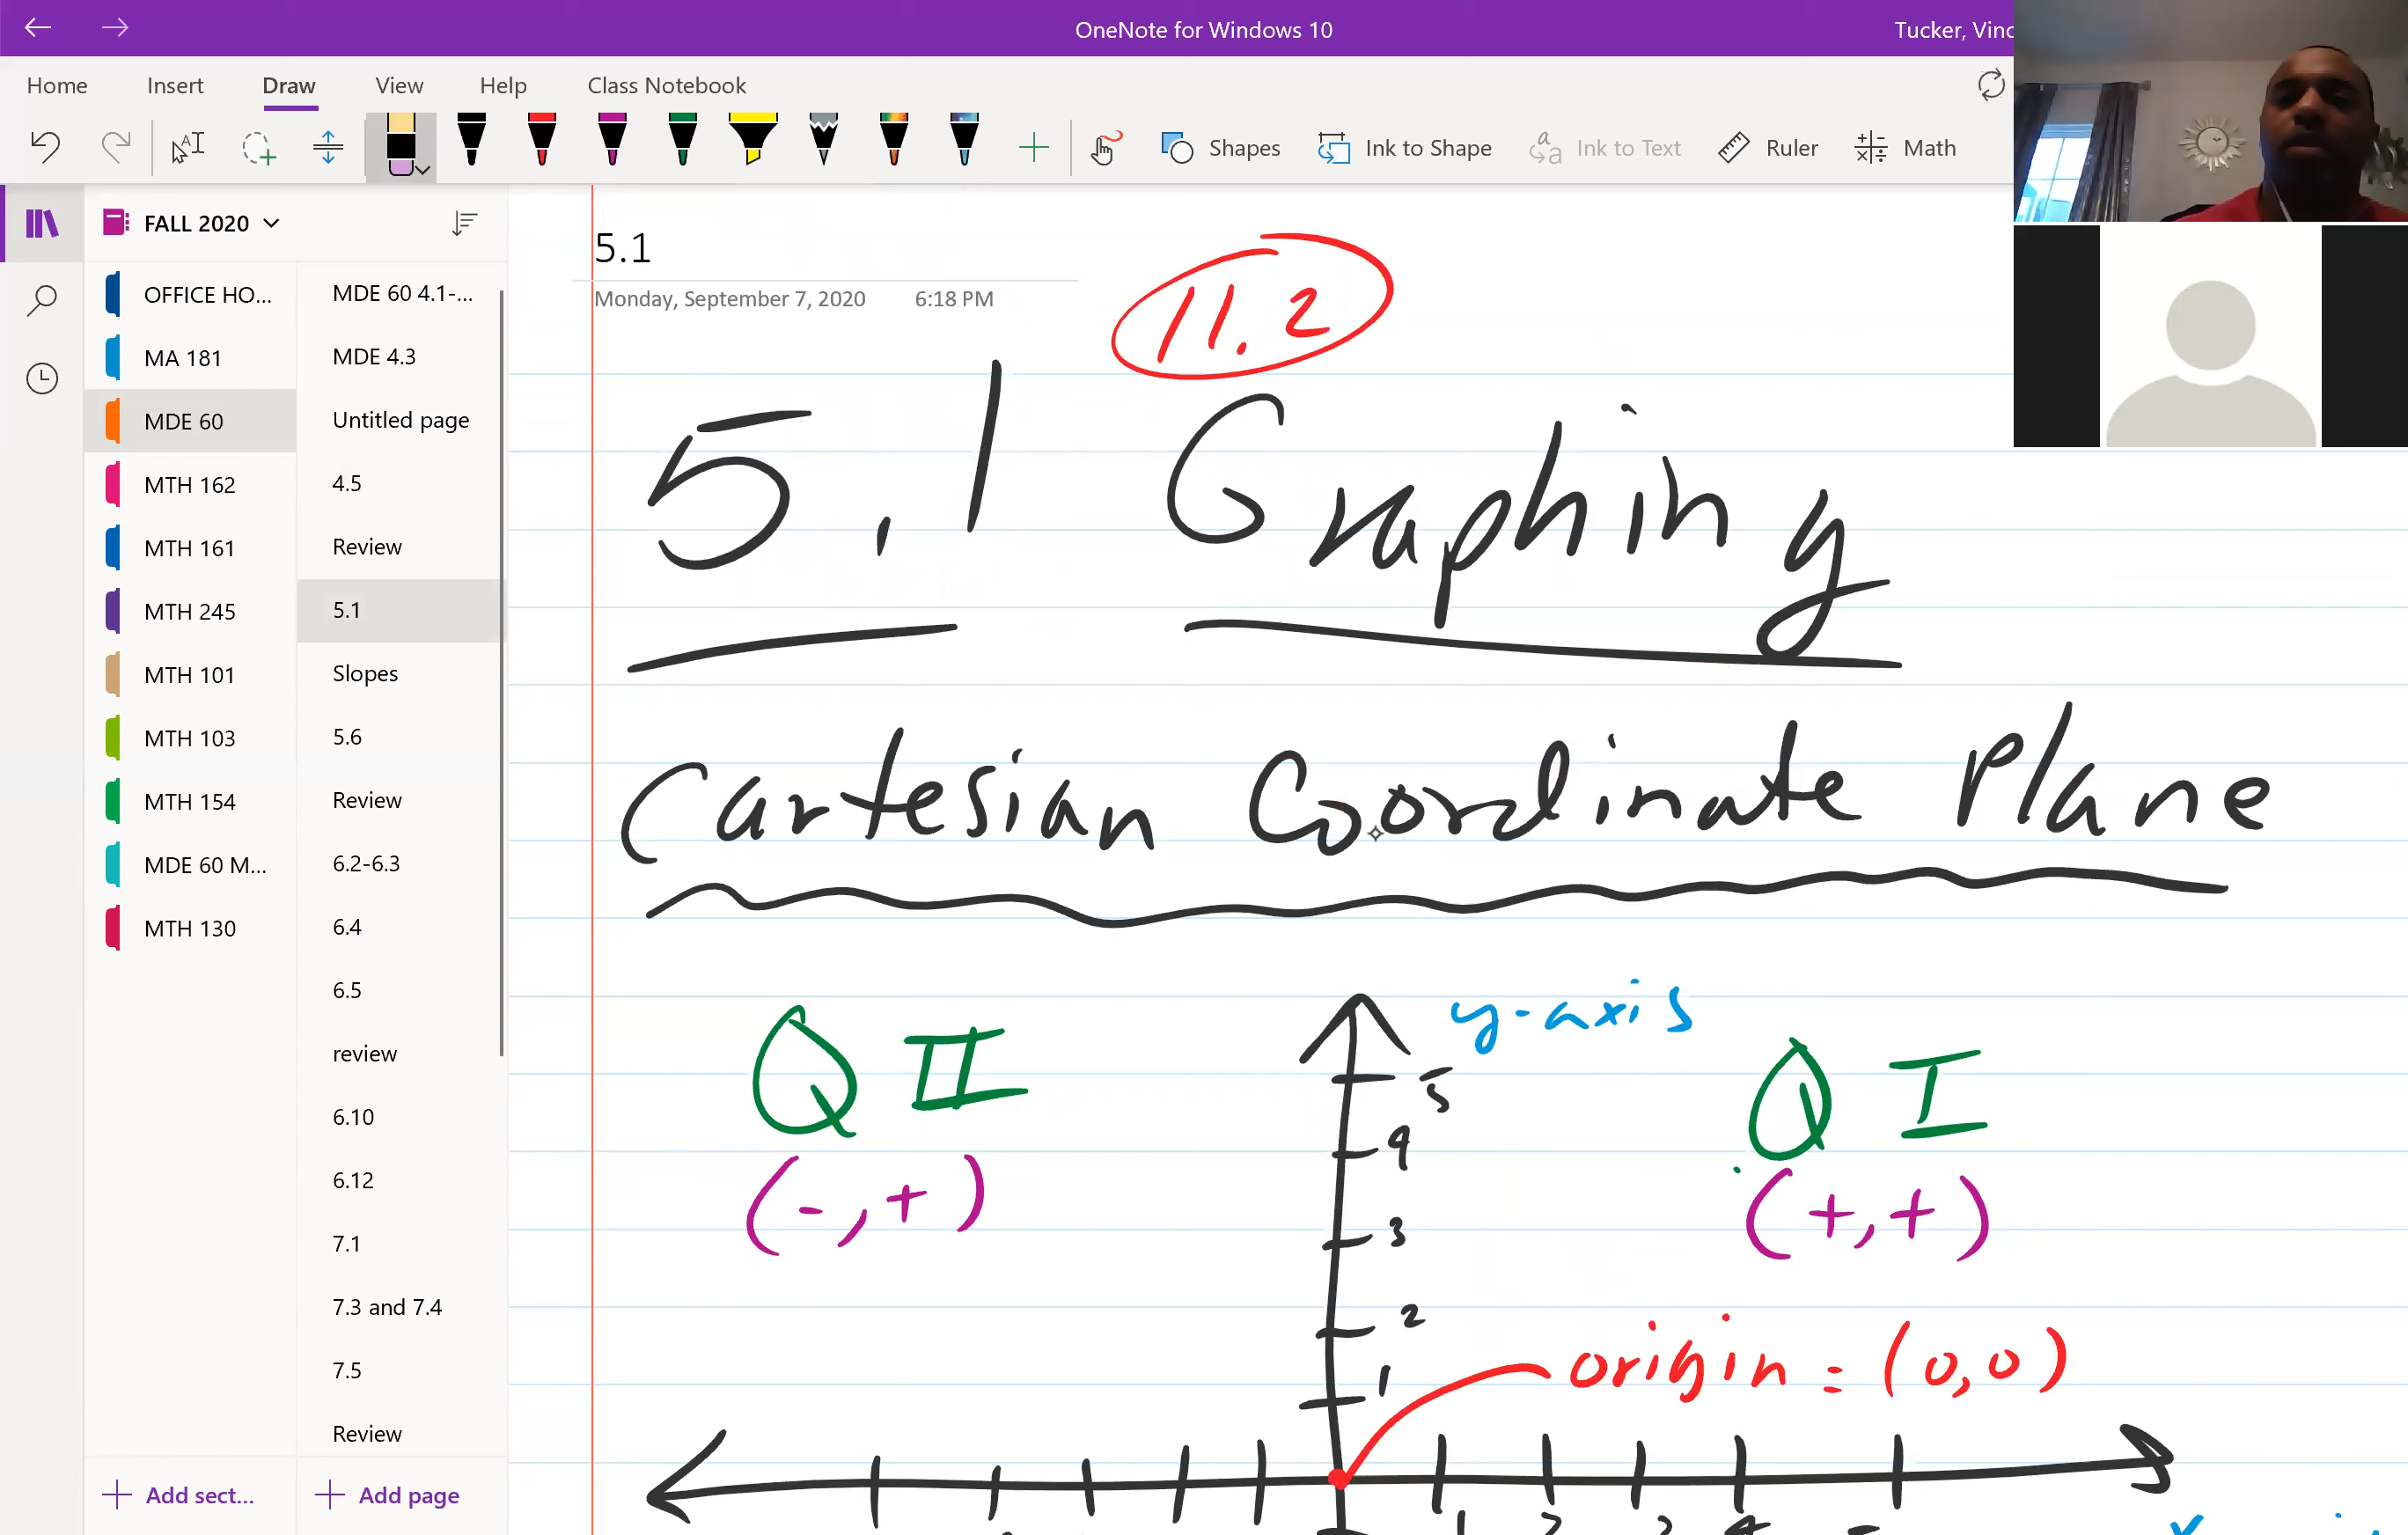 OneNote for Windows 10
Tucker, Vinc
Home Insert Draw View Help Class Notebook
Shapes Ink to Shape Ink to Text Ruler Math
FALL 2020
OFFICE HO...
MA 181
MDE 60
MTH 162
MTH 161
MTH 245
MTH 101
MTH 103
MTH 154
MDE 60 M...
MTH 130
Add sect...
MDE 60 4.1-...
MDE 4.3
Untitled page
4.5
Review
5.1
Slopes
5.6
Review
6.2-6.3
6.4
6.5
review
6.10
6.12
7.1
7.3 and 7.4
7.5
Review
Add page
5.1
Monday, September 7, 2020 6:18 PM
11.2
5.1 Graphing
Cartesian Coordinate Plane
y-axis
Q II
Q I
(-,+)
(+,+)
5
4
3
2
1
origin = (0,0)
1 2 3 4